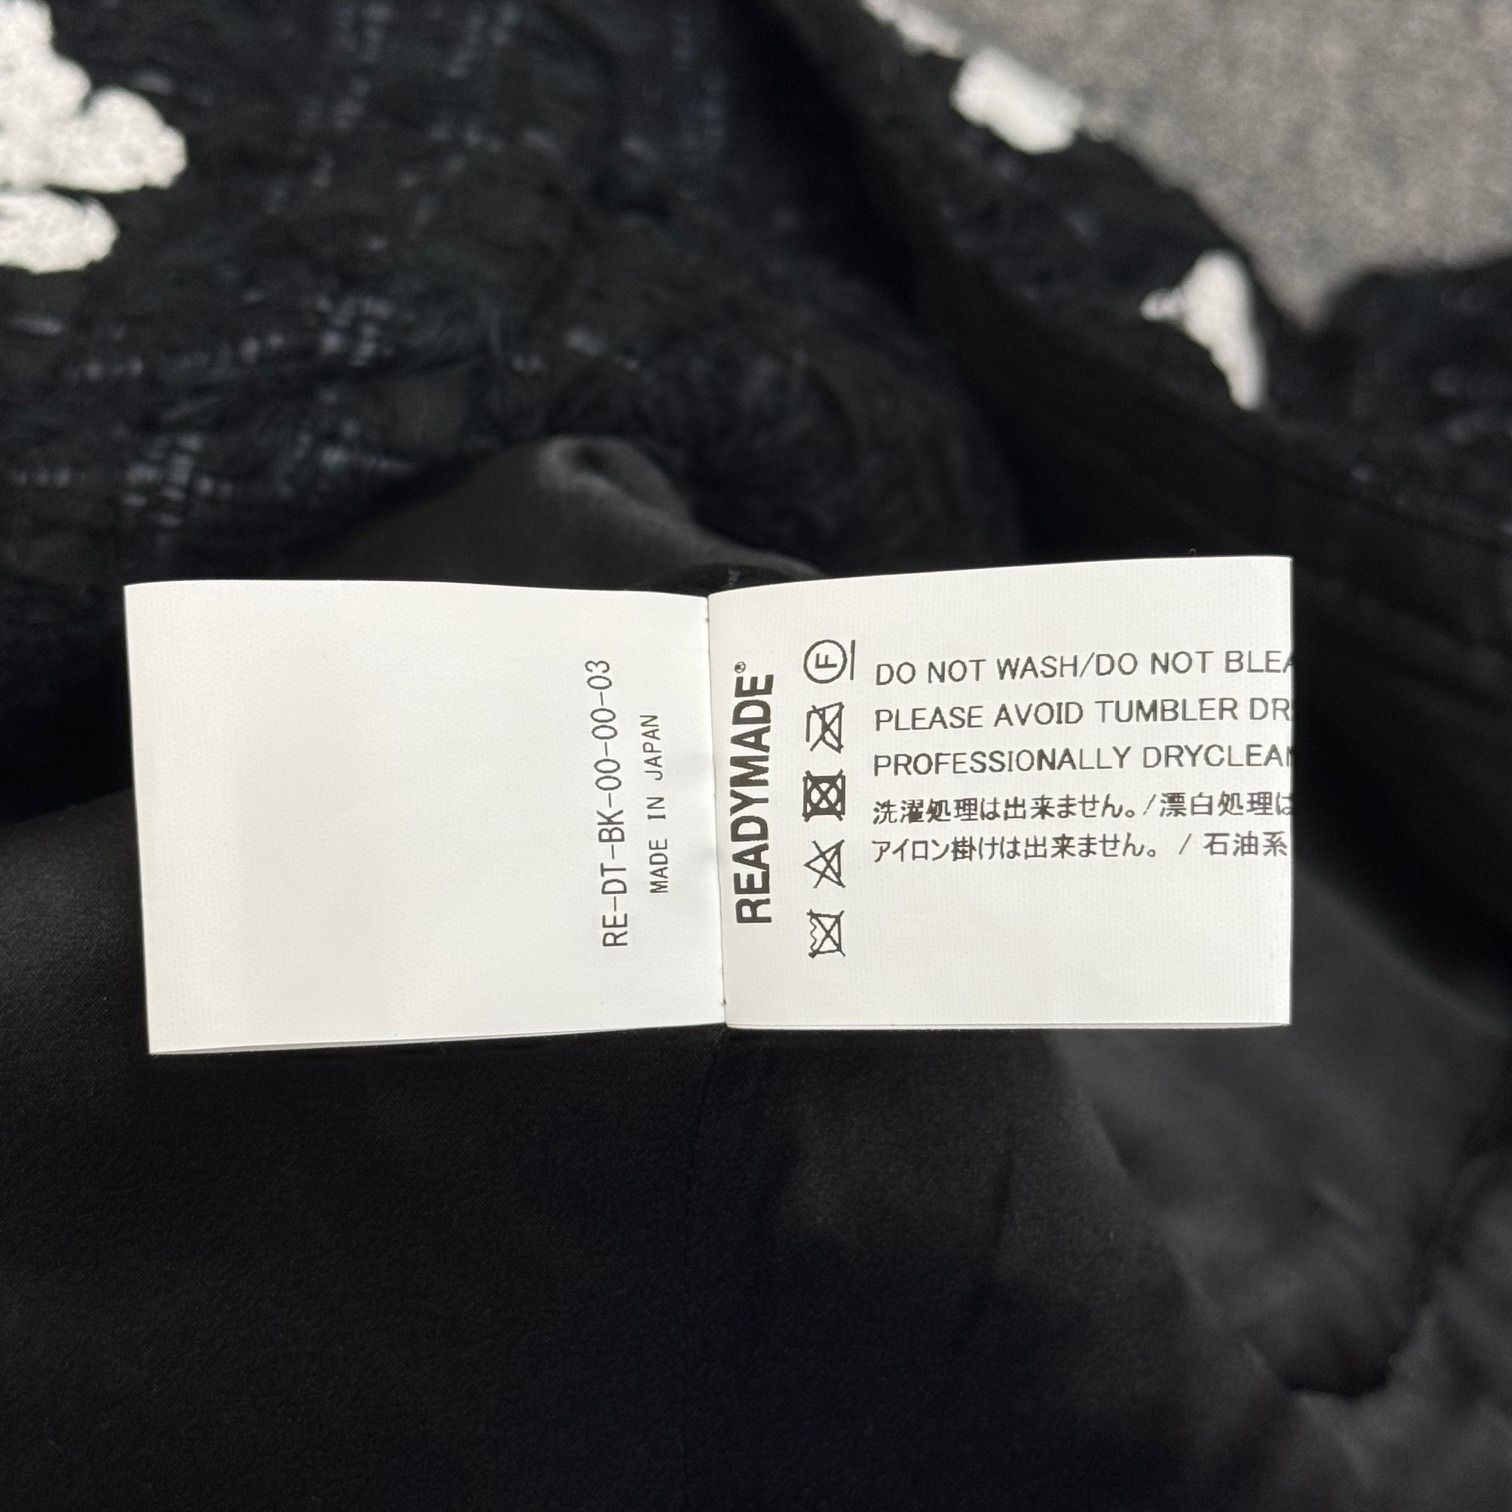 RE-DT-BK-00-00-03
MADE IN JAPAN
READYMADE®
F
DO NOT WASH/DO NOT BLEA
PLEASE AVOID TUMBLER DR
PROFESSIONALLY DRYCLEAN
洗濯処理は出来ません。/漂白処理は
アイロン掛けは出来ません。 / 石油系